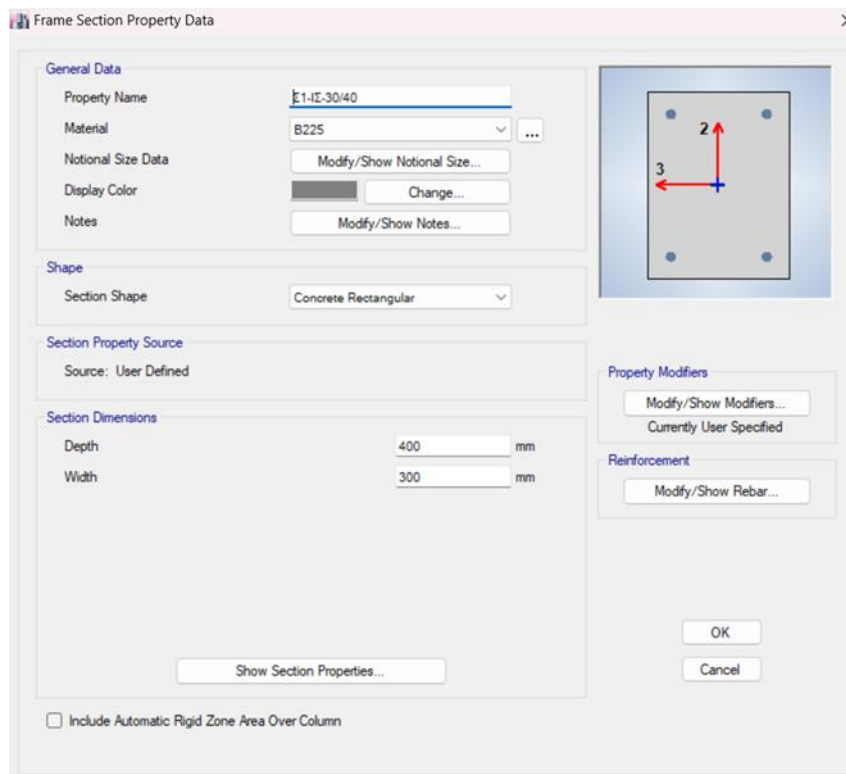 Frame Section Property Data
General Data
Property Name Σ1-ΙΣ-30/40
Material B225 ...
Notional Size Data Modify/Show Notional Size...
Display Color Change...
Notes Modify/Show Notes...
2
3
Shape
Section Shape Concrete Rectangular
Section Property Source
Source: User Defined
Property Modifiers
Modify/Show Modifiers...
Currently User Specified
Section Dimensions
Depth 400 mm
Width 300 mm
Reinforcement
Modify/Show Rebar...
Show Section Properties...
OK
Cancel
Include Automatic Rigid Zone Area Over Column